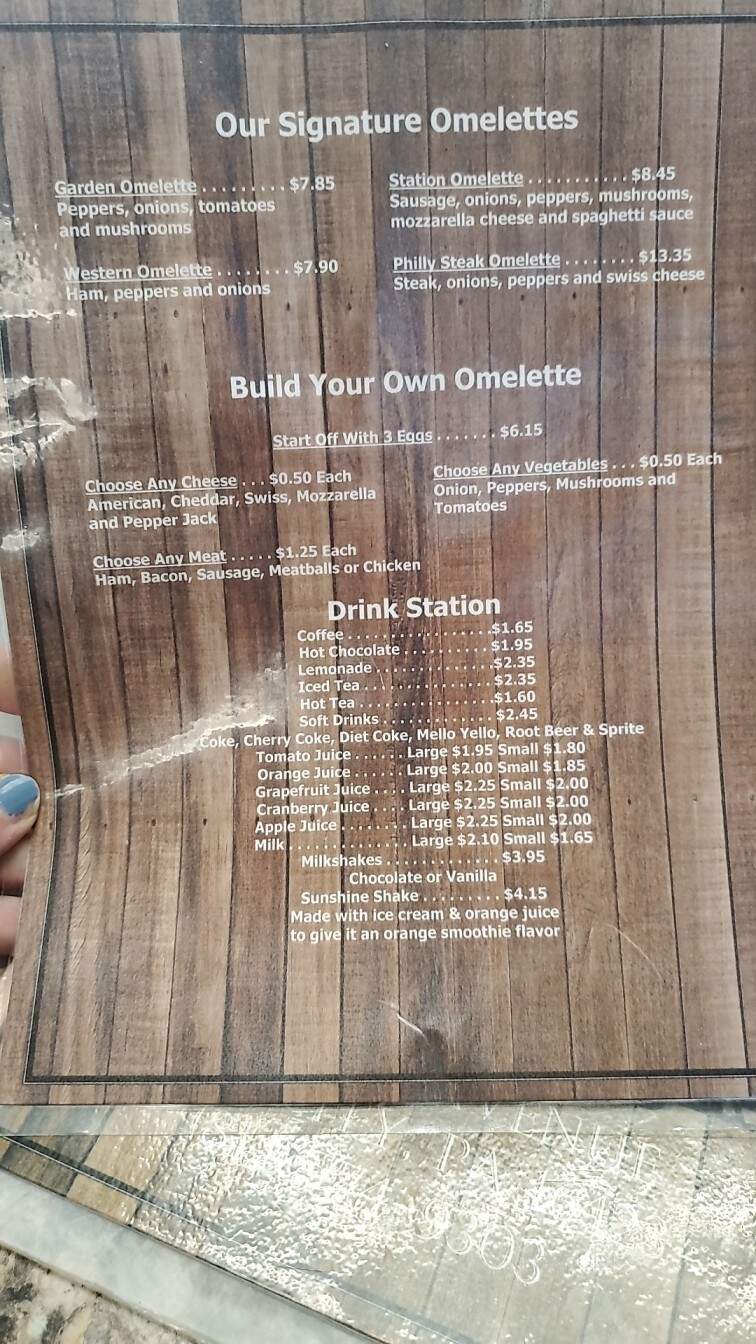 Our Signature Omelettes
Garden Omelette . . . . . . . . . $7.85
Peppers, onions, tomatoes
and mushrooms
Western Omelette . . . . . . . . $7.90
Ham, peppers and onions
Station Omelette . . . . . . . . . . . $8.45
Sausage, onions, peppers, mushrooms,
mozzarella cheese and spaghetti sauce
Philly Steak Omelette . . . . . . . . $13.35
Steak, onions, peppers and swiss cheese
Build Your Own Omelette
Start Off With 3 Eggs . . . . . . . $6.15
Choose Any Cheese . . . $0.50 Each
American, Cheddar, Swiss, Mozzarella
and Pepper Jack
Choose Any Vegetables . . . $0.50 Each
Onion, Peppers, Mushrooms and
Tomatoes
Choose Any Meat . . . . . $1.25 Each
Ham, Bacon, Sausage, Meatballs or Chicken
Drink Station
Coffee . . . . . . . . . . . . . . . . . .$1.65
Hot Chocolate . . . . . . . . . . $1.95
Lemonade . . . . . . . . . . . . . .$2.35
Iced Tea . . . . . . . . . . . . . . . .$2.35
Hot Tea . . . . . . . . . . . . . . . . .$1.60
Soft Drinks . . . . . . . . . . . . . $2.45
Coke, Cherry Coke, Diet Coke, Mello Yello, Root Beer & Sprite
Tomato Juice . . . . . . Large $1.95 Small $1.80
Orange Juice . . . . . . Large $2.00 Small $1.85
Grapefruit Juice . . . . Large $2.25 Small $2.00
Cranberry Juice . . . . Large $2.25 Small $2.00
Apple Juice . . . . . . . . Large $2.25 Small $2.00
Milk . . . . . . . . . . . . . . Large $2.10 Small $1.65
Milkshakes . . . . . . . . . . . . . $3.95
Chocolate or Vanilla
Sunshine Shake . . . . . . . . . $4.15
Made with ice cream & orange juice
to give it an orange smoothie flavor